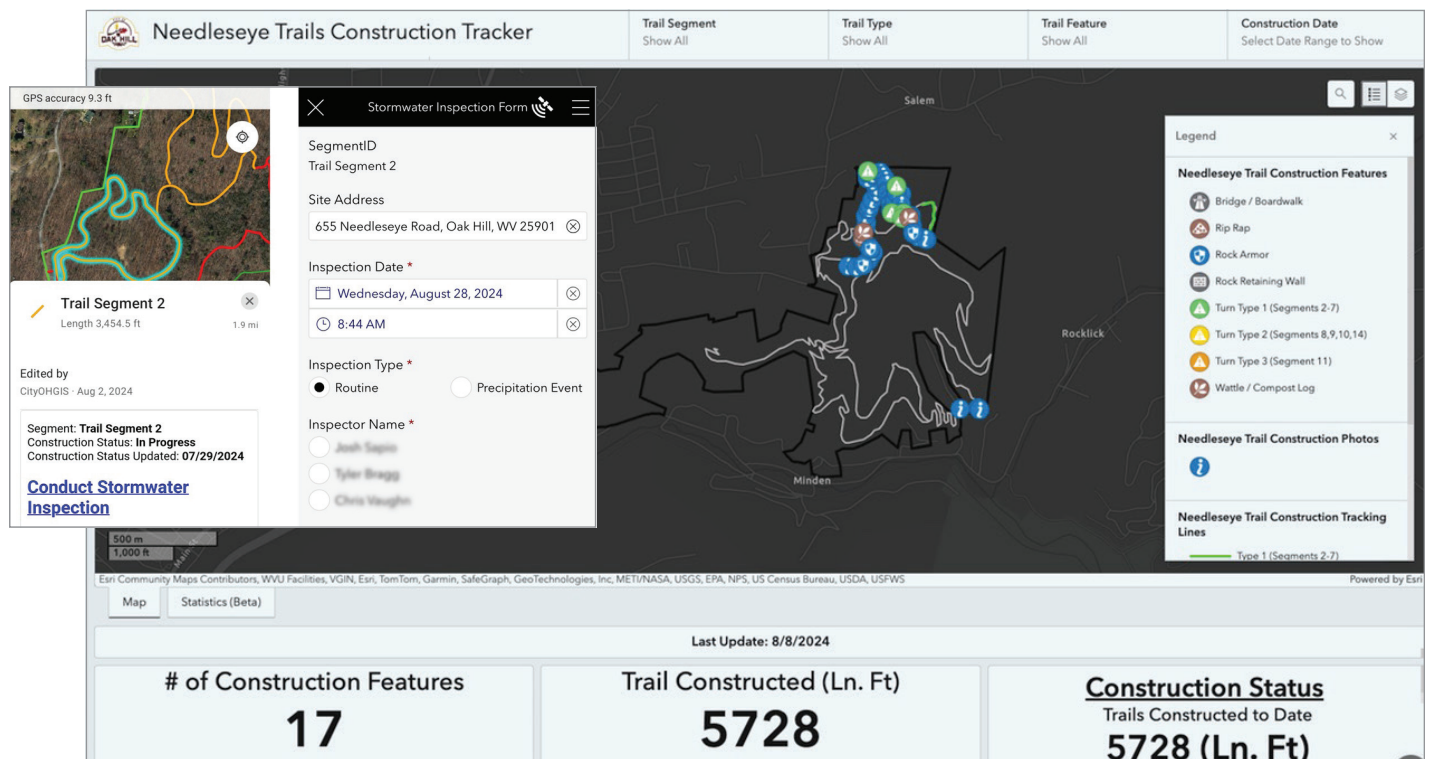 OAK HILL
Needleseye Trails Construction Tracker
Trail Segment
Show All
Trail Type
Show All
Trail Feature
Show All
Construction Date
Select Date Range to Show
GPS accuracy 9.3 ft
Trail Segment 2
Length 3,454.5 ft
1.9 mi
Edited by
CityOHGIS · Aug 2, 2024
Segment: Trail Segment 2
Construction Status: In Progress
Construction Status Updated: 07/29/2024
Conduct Stormwater
Inspection
Stormwater Inspection Form
SegmentID
Trail Segment 2
Site Address
655 Needleseye Road, Oak Hill, WV 25901
Inspection Date *
Wednesday, August 28, 2024
8:44 AM
Inspection Type *
Routine
Precipitation Event
Inspector Name *
Salem
Rocklick
Minden
Legend
Needleseye Trail Construction Features
Bridge / Boardwalk
Rip Rap
Rock Armor
Rock Retaining Wall
Turn Type 1 (Segments 2-7)
Turn Type 2 (Segments 8,9,10,14)
Turn Type 3 (Segment 11)
Wattle / Compost Log
Needleseye Trail Construction Photos
Needleseye Trail Construction Tracking
Lines
Type 1 (Segments 2-7)
500 m
1,000 ft
Main St
Esri Community Maps Contributors, WVU Facilities, VGIN, Esri, TomTom, Garmin, SafeGraph, GeoTechnologies, Inc, METI/NASA, USGS, EPA, NPS, US Census Bureau, USDA, USFWS
Powered by Esri
Map
Statistics (Beta)
Last Update: 8/8/2024
# of Construction Features
17
Trail Constructed (Ln. Ft)
5728
Construction Status
Trails Constructed to Date
5728 (Ln. Ft)